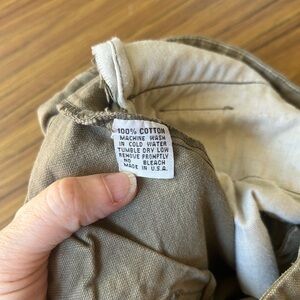 100% COTTON
MACHINE WASH
IN COLD WATER
TUMBLE DRY LOW
REMOVE PROMPTLY
NO BLEACH
MADE IN U.S.A.